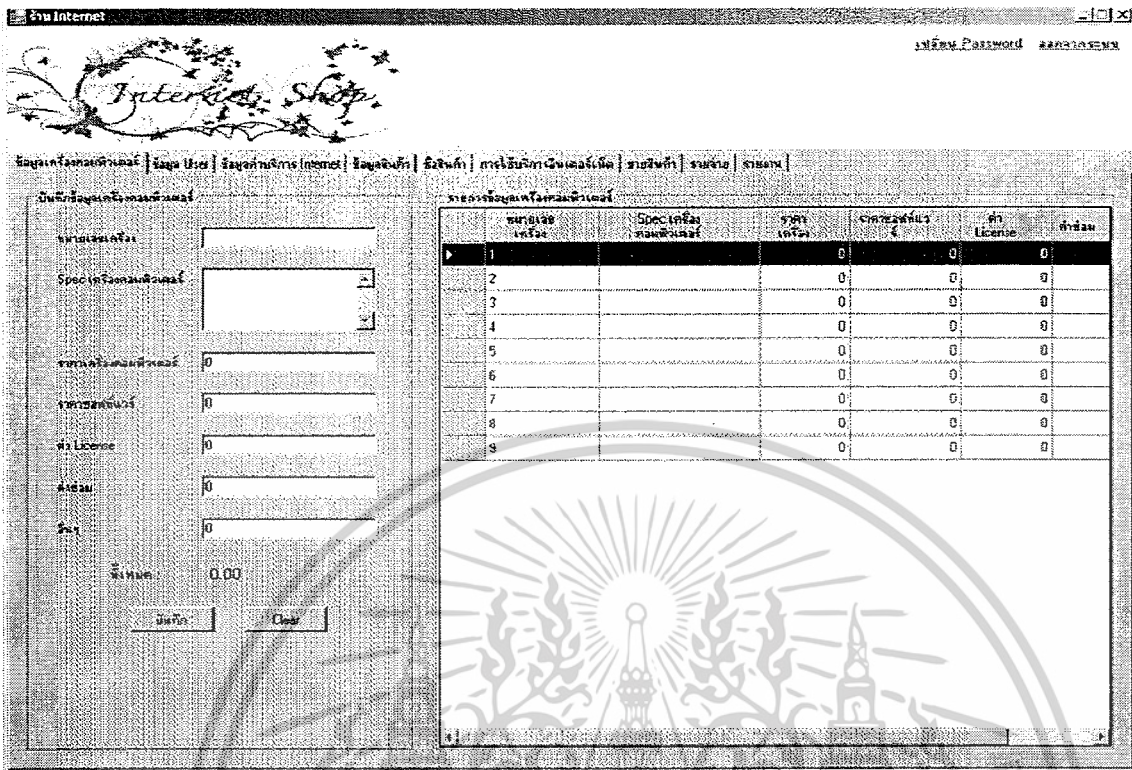 ร้าน Internet
เปลี่ยน Password ออกจากระบบ
Internet Shop
ข้อมูลเครื่องคอมพิวเตอร์ ข้อมูล User ข้อมูลค่าบริการ Internet ข้อมูลสินค้า ซื้อสินค้า การใช้บริการอินเตอร์เน็ต ขายสินค้า รายจ่าย รายงาน
บันทึกข้อมูลเครื่องคอมพิวเตอร์
หมายเลขเครื่อง
Spec เครื่องคอมพิวเตอร์
ราคาเครื่องคอมพิวเตอร์ 0
ราคาซอฟท์แวร์ 0
ค่า License 0
ค่าซ่อม 0
อื่นๆ 0
ทั้งหมด : 0.00
บันทึก Clear
รายการข้อมูลเครื่องคอมพิวเตอร์
หมายเลขเครื่อง Spec เครื่องคอมพิวเตอร์ ราคาเครื่อง ราคาซอฟท์แวร์ ค่า License ค่าซ่อม
1 0 0 0
2 0 0 0
3 0 0 0
4 0 0 0
5 0 0 0
6 0 0 0
7 0 0 0
8 0 0 0
9 0 0 0